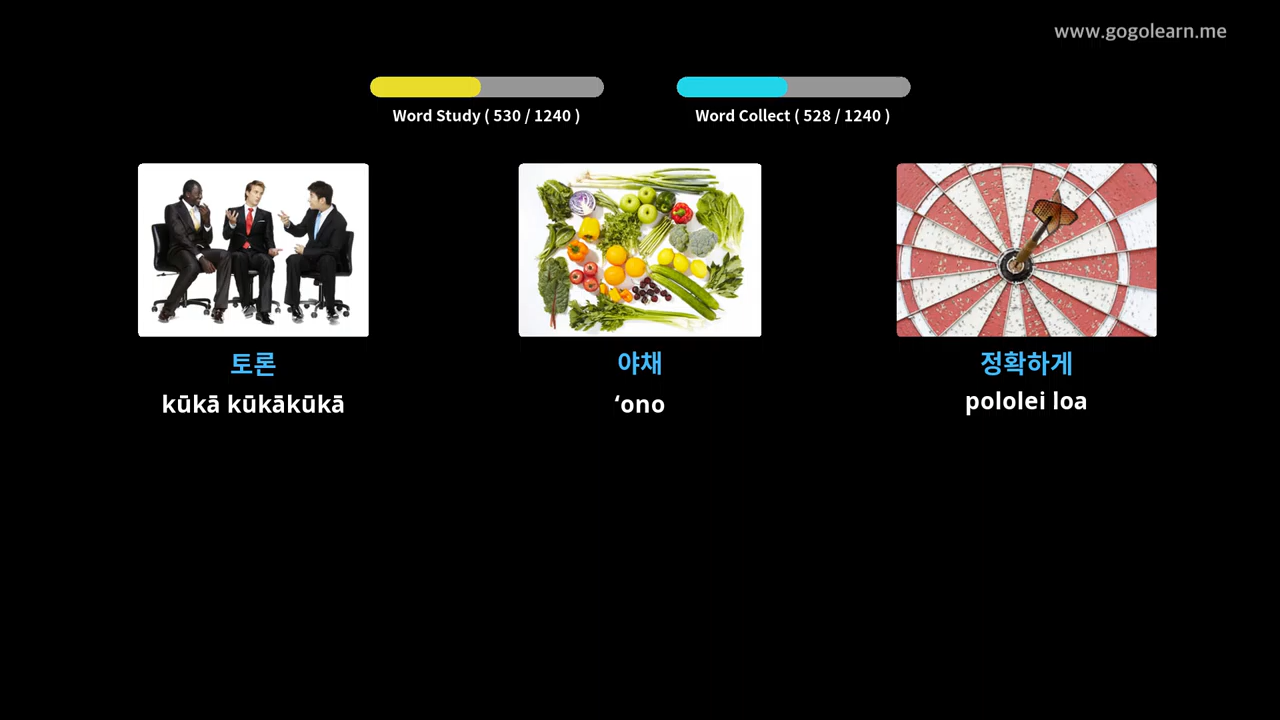 www.gogolearn.me
Word Study ( 530 / 1240 )
Word Collect ( 528 / 1240 )
토론
야채
정확하게
kūkā kūkākūkā
ʻono
pololei loa